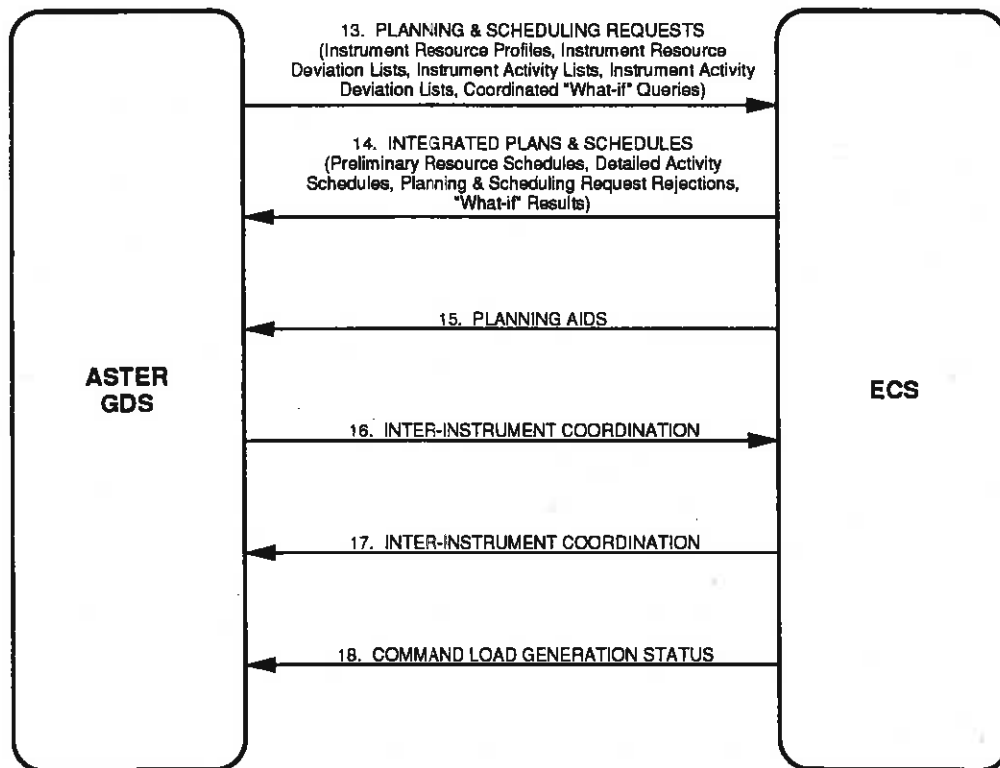 13. PLANNING & SCHEDULING REQUESTS
(Instrument Resource Profiles, Instrument Resource
Deviation Lists, Instrument Activity Lists, Instrument Activity
Deviation Lists, Coordinated "What-if" Queries)
14. INTEGRATED PLANS & SCHEDULES
(Preliminary Resource Schedules, Detailed Activity
Schedules, Planning & Scheduling Request Rejections,
"What-if" Results)
15. PLANNING AIDS
ASTER
GDS
ECS
16. INTER-INSTRUMENT COORDINATION
17. INTER-INSTRUMENT COORDINATION
18. COMMAND LOAD GENERATION STATUS